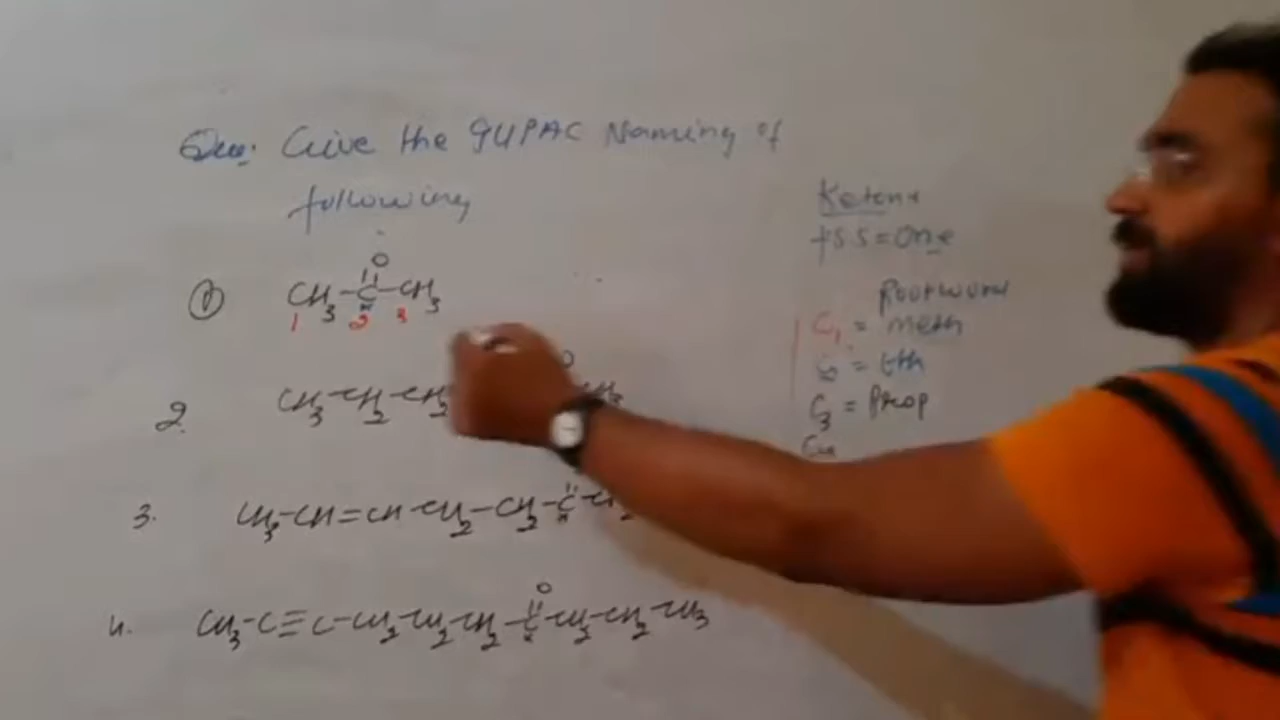 Que. Give the IUPAC Naming of
following
① CH3-C-CH3
O
1 2 3
2. CH3-CH2-CH2
O
CH3
3. CH3-CH=CH-CH2-CH2-C-CH2
4. CH3-C≡C-CH2-CH2-CH2-C-CH2-CH2-CH3
O
Ketone
+S.S=One
Rootword
C1 = meth
C2 = Eth
C3 = Prop